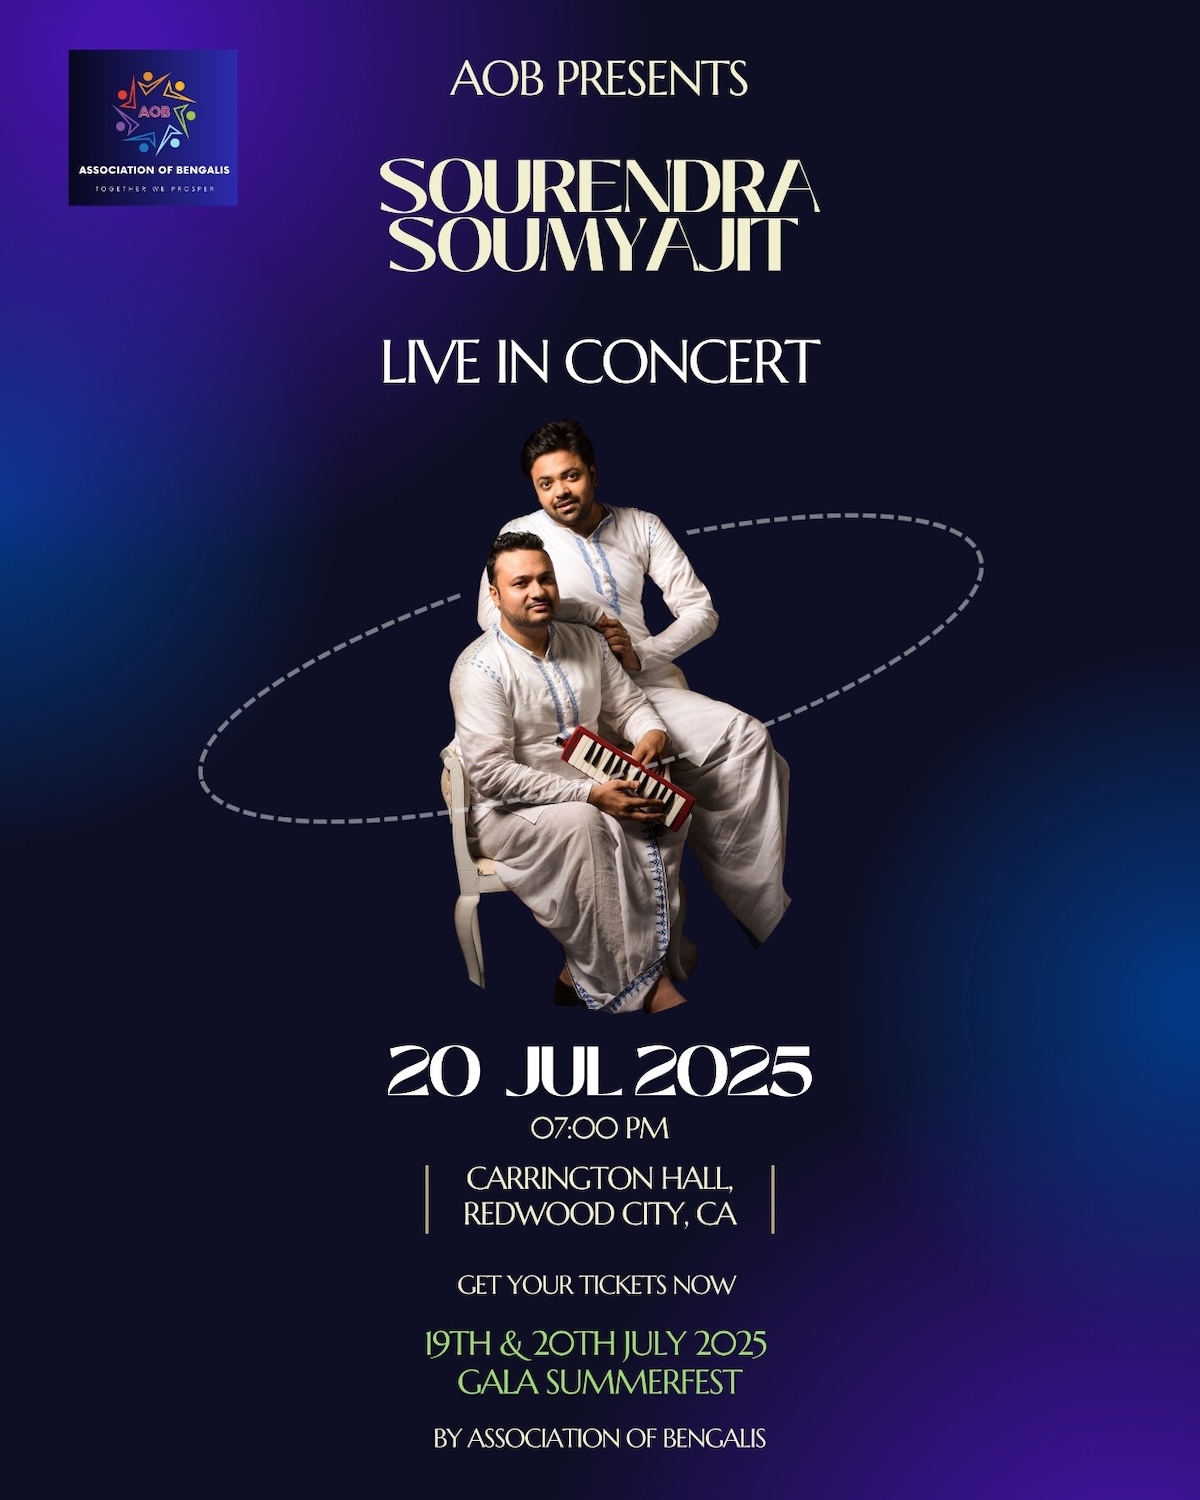 AOB
ASSOCIATION OF BENGALIS
TOGETHER WE PROSPER
AOB PRESENTS
SOURENDRA
SOUMYAJIT
LIVE IN CONCERT
20 JUL 2025
07:00 PM
CARRINGTON HALL,
REDWOOD CITY, CA
GET YOUR TICKETS NOW
19TH & 20TH JULY 2025
GALA SUMMERFEST
BY ASSOCIATION OF BENGALIS